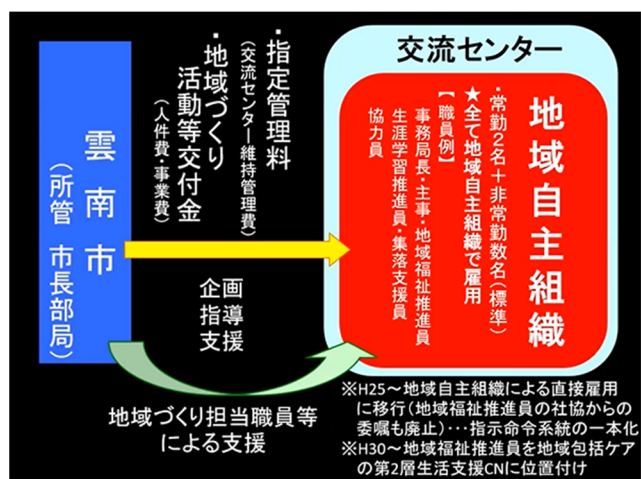 雲南市
(所管 市長部局)
・指定管理料
(交流センター維持管理費)
・地域づくり
活動等交付金
(人件費・事業費)
企画
指導
支援
地域づくり担当職員等
による支援
交流センター
地域自主組織
・常勤2名+非常勤数名(標準)
★全て地域自主組織で雇用
【職員例】
事務局長・主事・地域福祉推進員
生涯学習推進員・集落支援員
協力員
※H25~地域自主組織による直接雇用
に移行(地域福祉推進員の社協からの
委嘱も廃止)・・・指示命令系統の一本化
※H30~地域福祉推進員を地域包括ケア
の第2層生活支援CNに位置付け